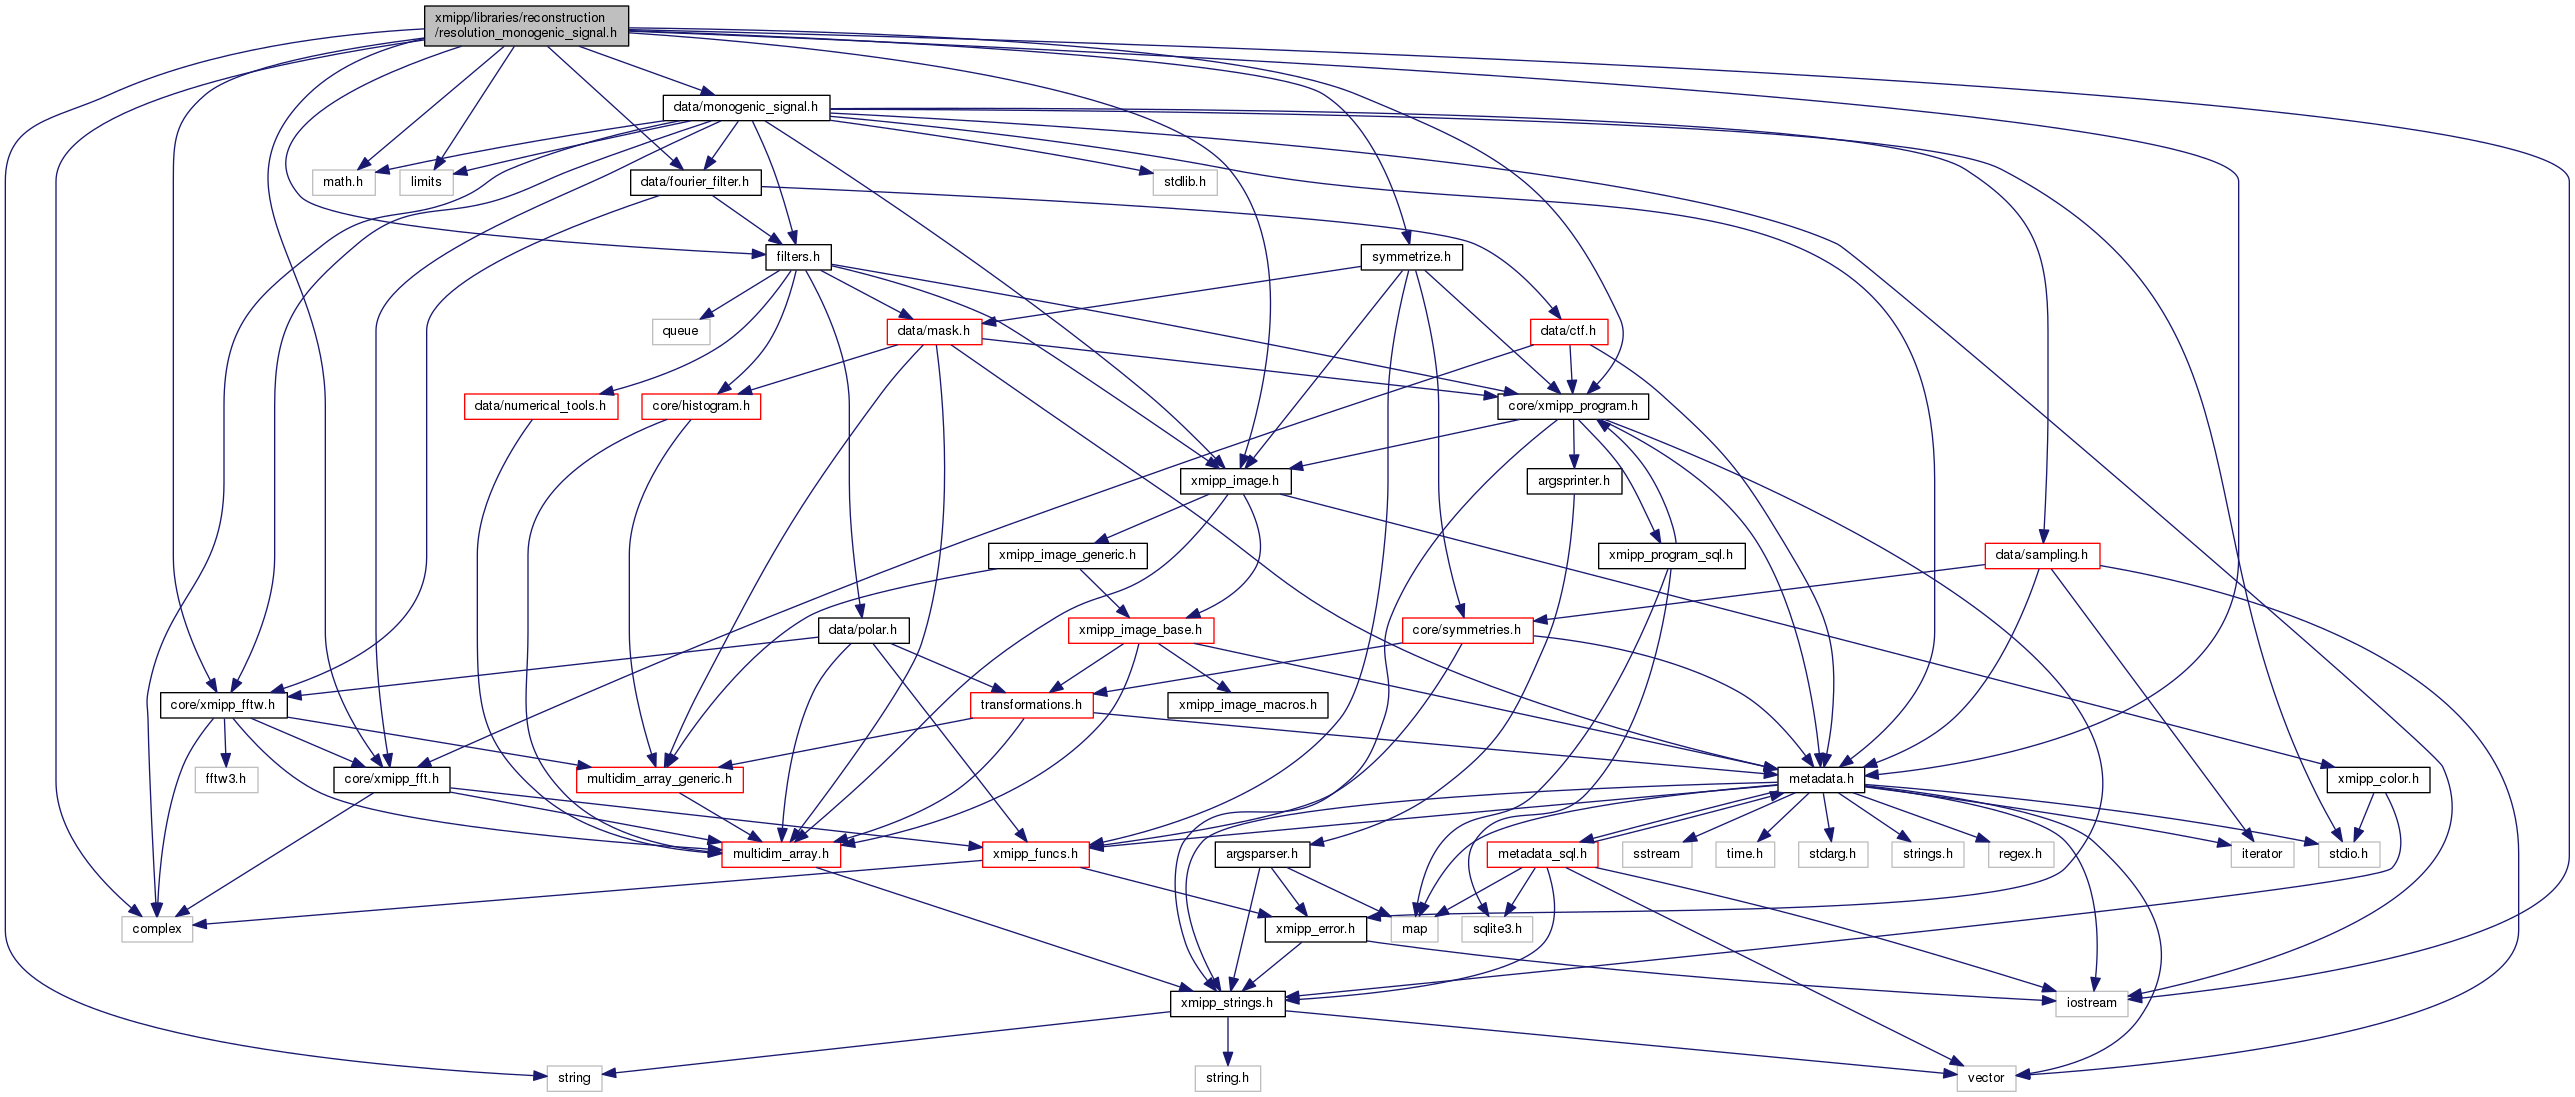 xmipp/libraries/reconstruction
/resolution_monogenic_signal.h
data/monogenic_signal.h
math.h
limits
data/fourier_filter.h
stdlib.h
filters.h
symmetrize.h
queue
data/mask.h
data/ctf.h
data/numerical_tools.h
core/histogram.h
core/xmipp_program.h
xmipp_image.h
argsprinter.h
xmipp_image_generic.h
xmipp_program_sql.h
data/sampling.h
data/polar.h
xmipp_image_base.h
core/symmetries.h
core/xmipp_fftw.h
transformations.h
xmipp_image_macros.h
fftw3.h
core/xmipp_fft.h
multidim_array_generic.h
metadata.h
xmipp_color.h
multidim_array.h
xmipp_funcs.h
argsparser.h
metadata_sql.h
sstream
time.h
stdarg.h
strings.h
regex.h
iterator
stdio.h
complex
xmipp_error.h
map
sqlite3.h
xmipp_strings.h
iostream
string
string.h
vector